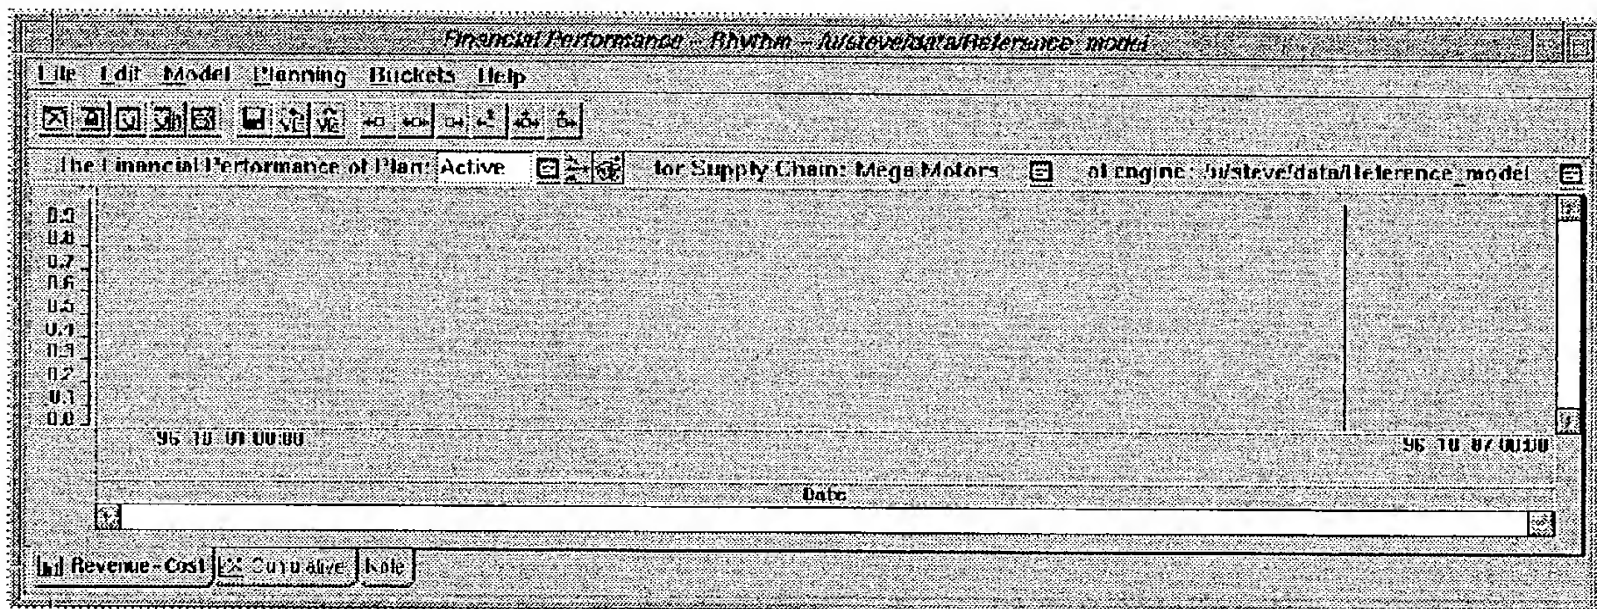 Financial Performance - Rhythm - /u/steve/data/Reference_model
File Edit Model Planning Buckets Help
The Financial Performance of Plan: Active for Supply Chain: Mega Motors of engine: /u/steve/data/Reference_model
0.9
0.8
0.7
0.6
0.5
0.4
0.3
0.2
0.1
0.0
96 10 01 00:00 96 10 07 00:00
Date
Revenue-Cost Cumulative Note